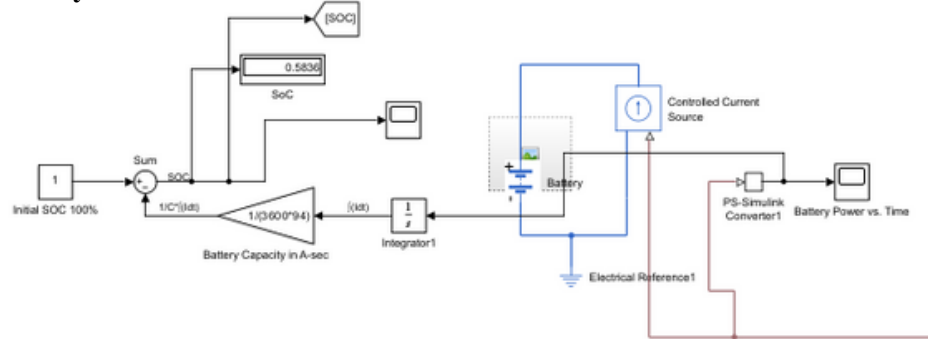 [SOC]
0.5836
SoC
Controlled Current
Source
Sum
SOC
+
Battery
1
Initial SOC 100%
1/C*∫(Idt)
1/(3600*94)
∫(Idt)
1
s
Integrator1
Battery Capacity in A-sec
PS-Simulink
Converter1
Battery Power vs. Time
Electrical Reference1